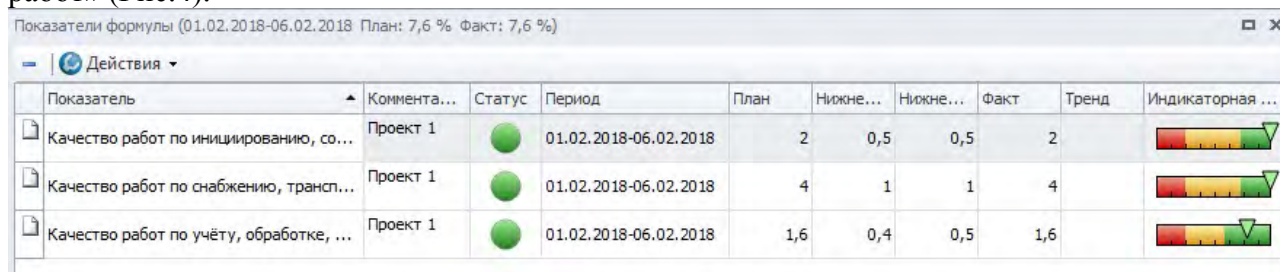 Показатели формулы (01.02.2018-06.02.2018 План: 7,6 % Факт: 7,6 %)
Действия
Показатель Коммента... Статус Период План Нижне... Нижне... Факт Тренд Индикаторная ...
Качество работ по инициированию, со... Проект 1 01.02.2018-06.02.2018 2 0,5 0,5 2
Качество работ по снабжению, трансп... Проект 1 01.02.2018-06.02.2018 4 1 1 4
Качество работ по учёту, обработке, ... Проект 1 01.02.2018-06.02.2018 1,6 0,4 0,5 1,6